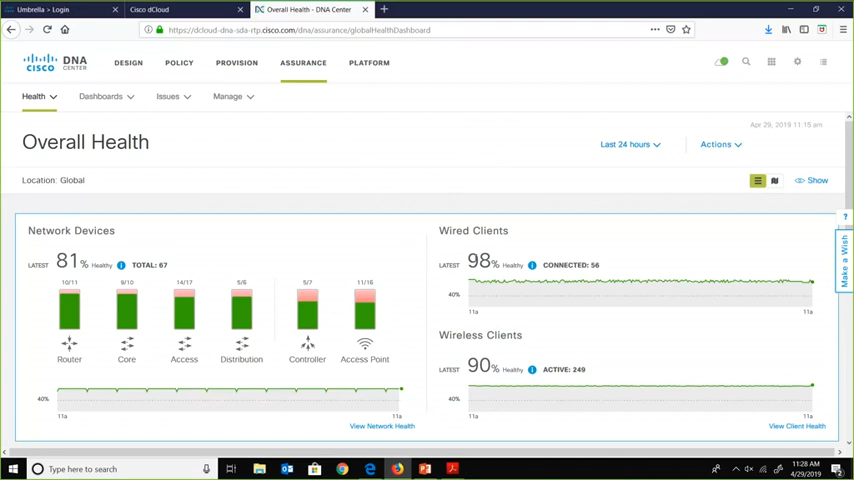 Umbrella > Login
Cisco dCloud
Overall Health - DNA Center
https://dcloud-dna-sda-rtp.cisco.com/dna/assurance/globalHealthDashboard
CISCO DNA CENTER DESIGN POLICY PROVISION ASSURANCE PLATFORM
Health Dashboards Issues Manage
Apr 29, 2019 11:15 am
Overall Health
Last 24 hours Actions
Location: Global
Show
?
Make a Wish
Network Devices
LATEST 81% Healthy i TOTAL: 67
10/11 9/10 14/17 5/6 5/7 11/16
Router Core Access Distribution Controller Access Point
40%
11a 11a
View Network Health
Wired Clients
LATEST 98% Healthy i CONNECTED: 56
40%
11a 11a
Wireless Clients
LATEST 90% Healthy i ACTIVE: 249
40%
11a 11a
View Client Health
Type here to search
11:28 AM
4/29/2019
2